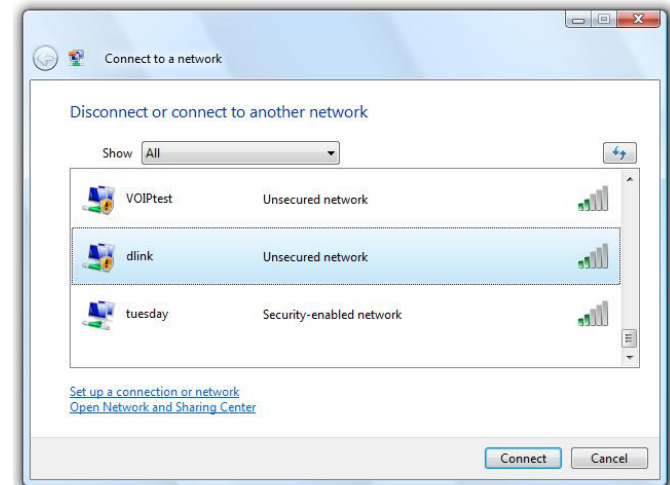 Connect to a network
Disconnect or connect to another network
Show All
VOIPtest Unsecured network
dlink Unsecured network
tuesday Security-enabled network
Set up a connection or network
Open Network and Sharing Center
Connect Cancel